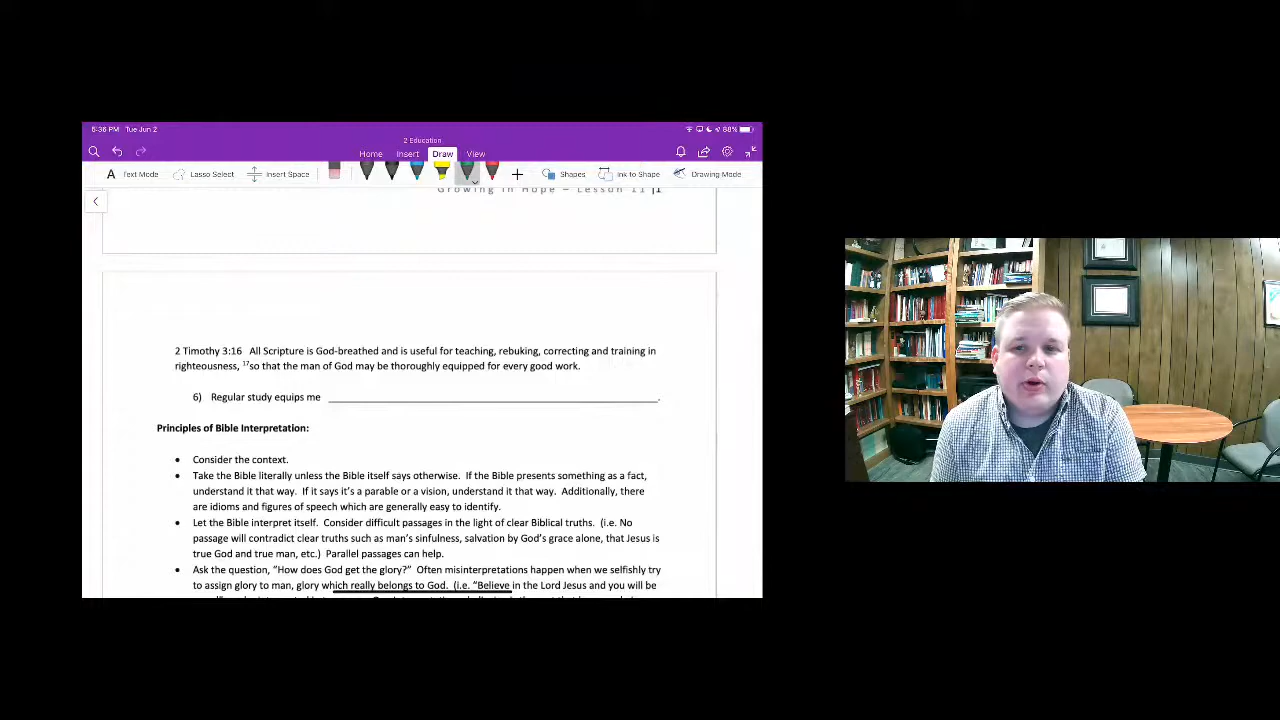 5:36 PM Tue Jun 2
88%
2 Education
Home Insert Draw View
Text Mode Lasso Select Insert Space Shapes Ink to Shape Drawing Mode
Growing in Hope – Lesson 11 |1
2 Timothy 3:16 All Scripture is God-breathed and is useful for teaching, rebuking, correcting and training in
righteousness, 17so that the man of God may be thoroughly equipped for every good work.
6) Regular study equips me ______________________________.
Principles of Bible Interpretation:
• Consider the context.
• Take the Bible literally unless the Bible itself says otherwise. If the Bible presents something as a fact,
understand it that way. If it says it's a parable or a vision, understand it that way. Additionally, there
are idioms and figures of speech which are generally easy to identify.
• Let the Bible interpret itself. Consider difficult passages in the light of clear Biblical truths. (i.e. No
passage will contradict clear truths such as man's sinfulness, salvation by God's grace alone, that Jesus is
true God and true man, etc.) Parallel passages can help.
• Ask the question, "How does God get the glory?" Often misinterpretations happen when we selfishly try
to assign glory to man, glory which really belongs to God. (i.e. "Believe in the Lord Jesus and you will be